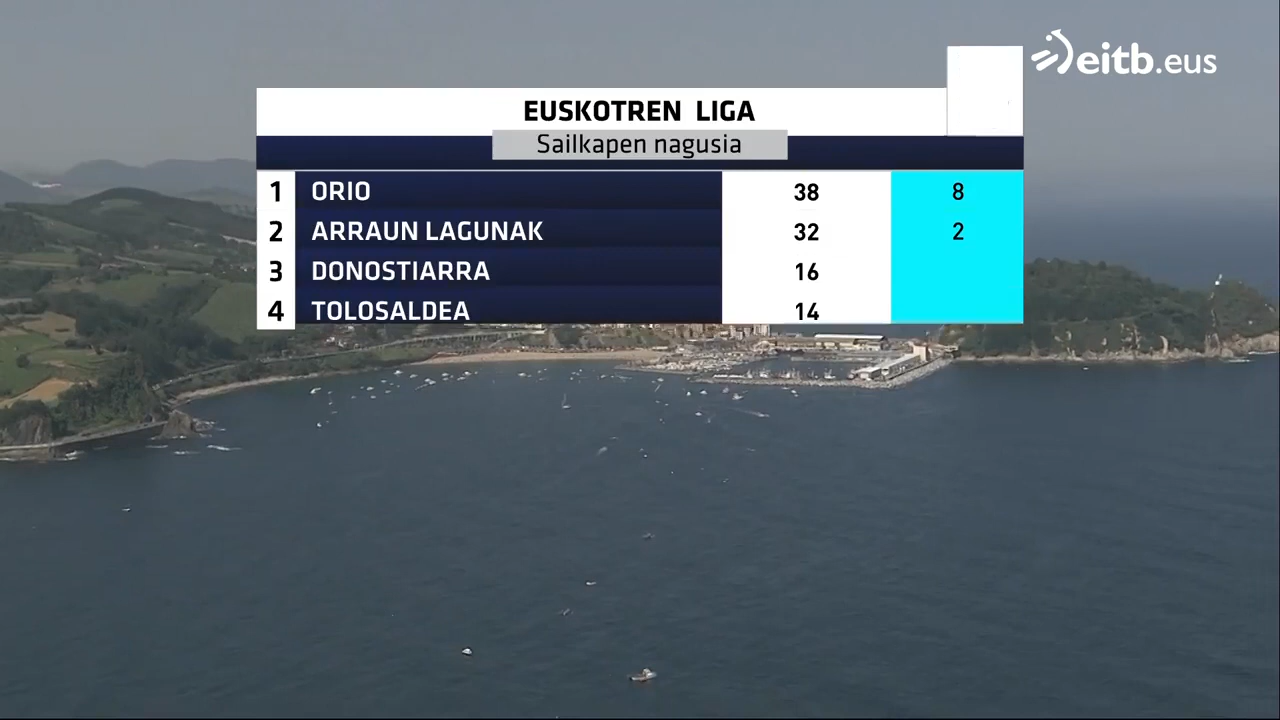 eitb.eus
EUSKOTREN LIGA
Sailkapen nagusia
1 ORIO 38 8
2 ARRAUN LAGUNAK 32 2
3 DONOSTIARRA 16
4 TOLOSALDEA 14